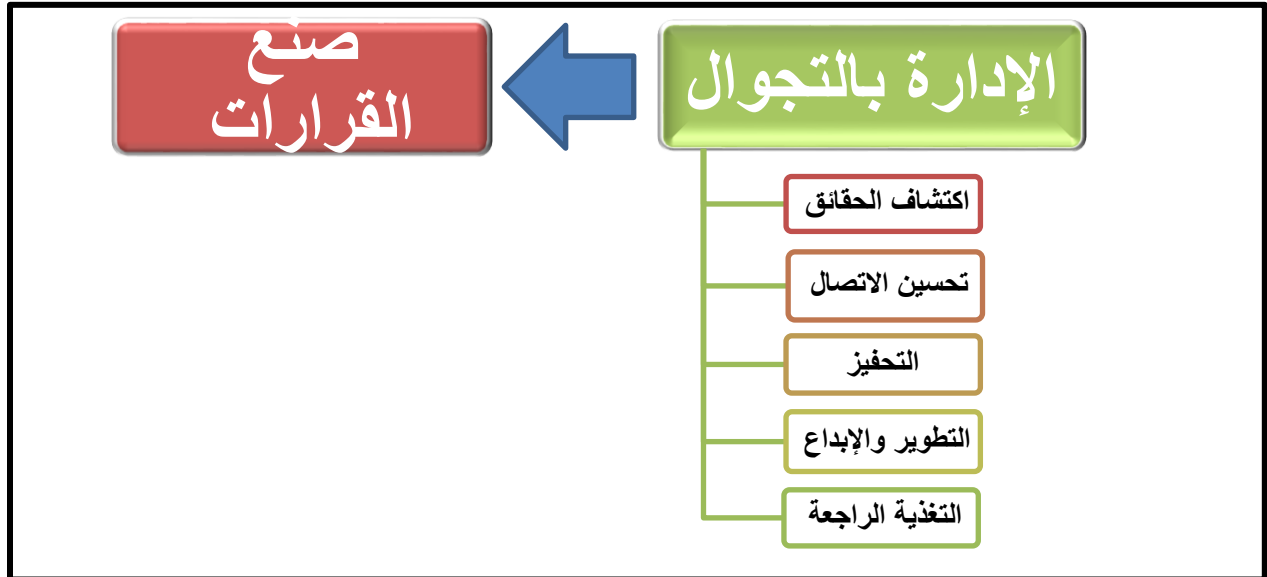 الإدارة بالتجوال
صنع
القرارات
اكتشاف الحقائق
تحسين الاتصال
التحفيز
التطوير والإبداع
التغذية الراجعة